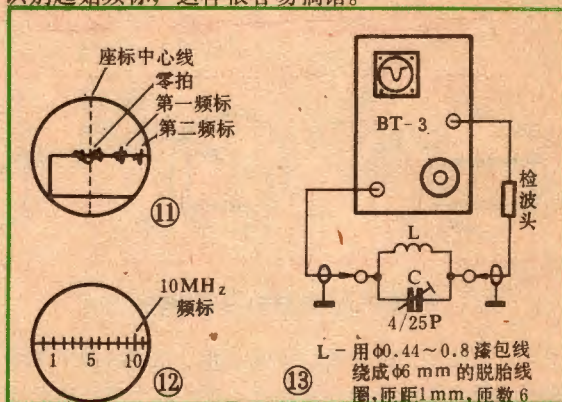 座标中心线
零拍
第一频标
第二频标
⑪
BT-3
检波头
L
C
4/25P
10MHz
频标
1 5 10
⑫
⑬
L－用φ0.44～0.8漆包线
绕成φ6 mm的脱胎线
圈，匝距1mm，匝数6